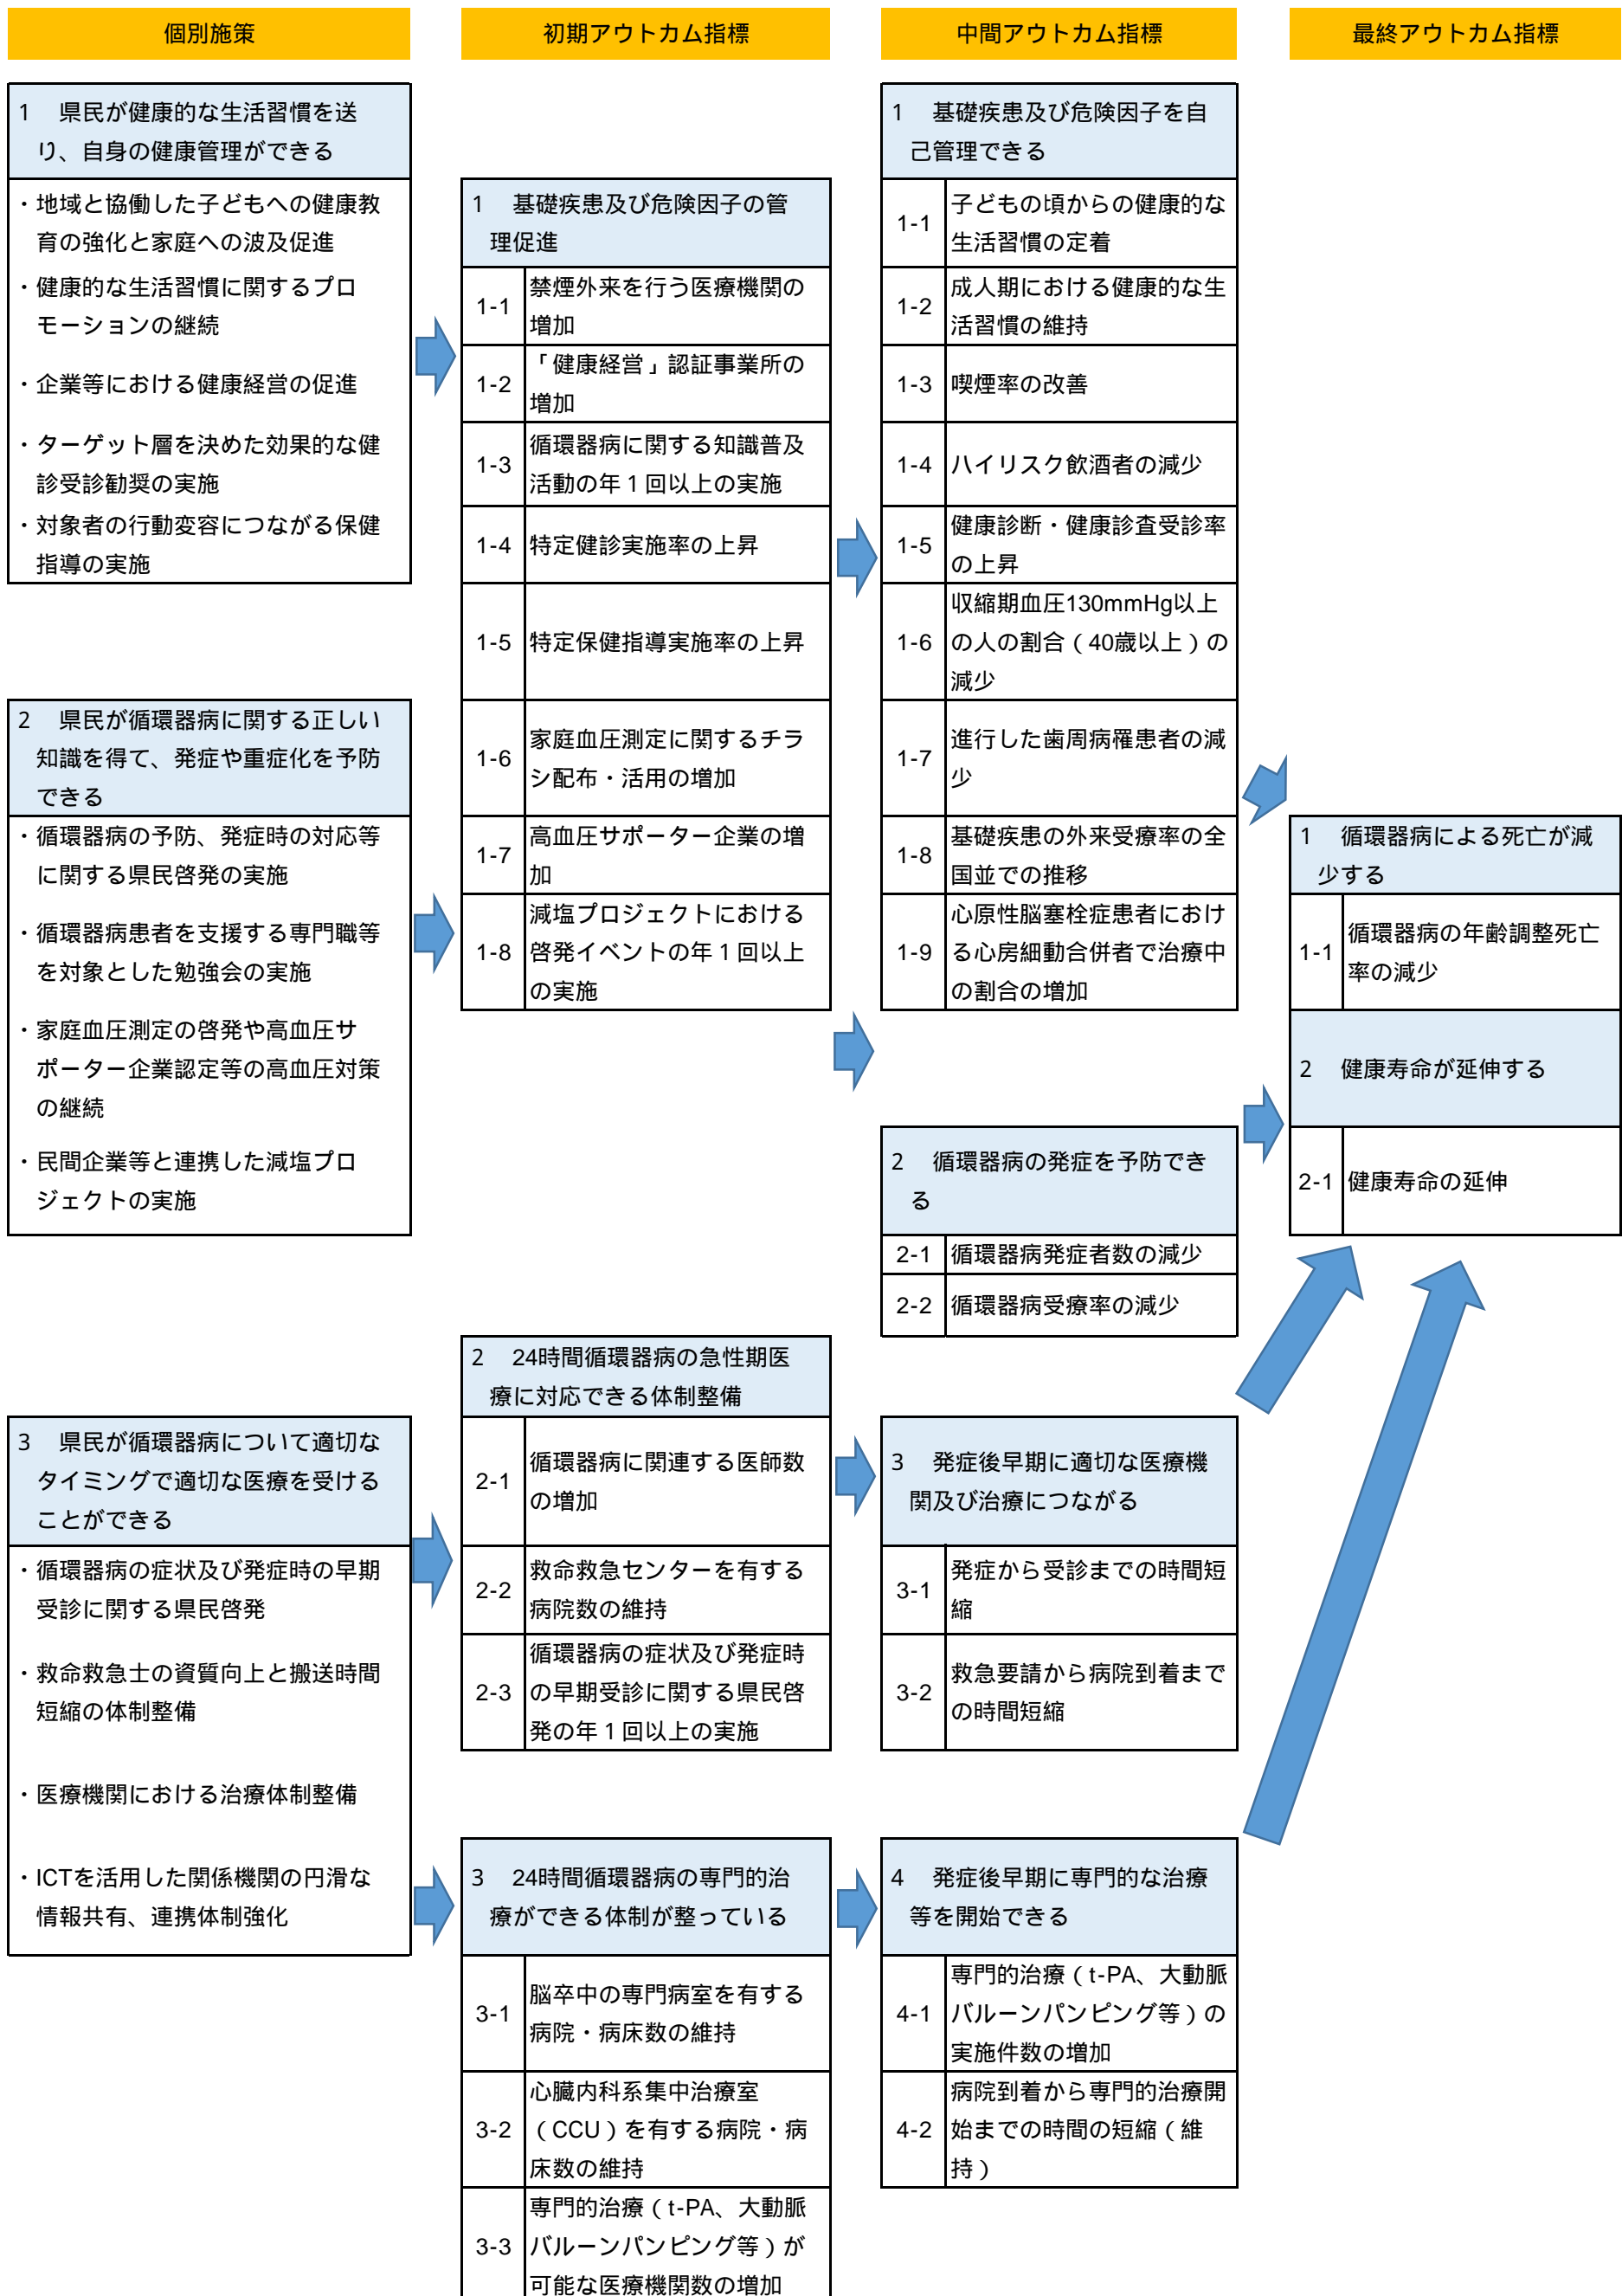 個別施策
初期アウトカム指標
中間アウトカム指標
最終アウトカム指標
1 県民が健康的な生活習慣を送
り、自身の健康管理ができる
・地域と協働した子どもへの健康教
育の強化と家庭への波及促進
・健康的な生活習慣に関するプロ
モーションの継続
・企業等における健康経営の促進
・ターゲット層を決めた効果的な健
診受診勧奨の実施
・対象者の行動変容につながる保健
指導の実施
2 県民が循環器病に関する正しい
知識を得て、発症や重症化を予防
できる
・循環器病の予防、発症時の対応等
に関する県民啓発の実施
・循環器病患者を支援する専門職等
を対象とした勉強会の実施
・家庭血圧測定の啓発や高血圧サ
ポーター企業認定等の高血圧対策
の継続
・民間企業等と連携した減塩プロ
ジェクトの実施
3 県民が循環器病について適切な
タイミングで適切な医療を受ける
ことができる
・循環器病の症状及び発症時の早期
受診に関する県民啓発
・救命救急士の資質向上と搬送時間
短縮の体制整備
・医療機関における治療体制整備
・ICTを活用した関係機関の円滑な
情報共有、連携体制強化
1 基礎疾患及び危険因子の管
理促進
1-1 禁煙外来を行う医療機関の
増加
1-2 「健康経営」認証事業所の
増加
1-3 循環器病に関する知識普及
活動の年1回以上の実施
1-4 特定健診実施率の上昇
1-5 特定保健指導実施率の上昇
1-6 家庭血圧測定に関するチラ
シ配布・活用の増加
1-7 高血圧サポーター企業の増
加
1-8 減塩プロジェクトにおける
啓発イベントの年1回以上
の実施
2 24時間循環器病の急性期医
療に対応できる体制整備
2-1 循環器病に関連する医師数
の増加
2-2 救命救急センターを有する
病院数の維持
2-3 循環器病の症状及び発症時
の早期受診に関する県民啓
発の年1回以上の実施
3 24時間循環器病の専門的治
療ができる体制が整っている
3-1 脳卒中の専門病室を有する
病院・病床数の維持
3-2 心臓内科系集中治療室
(CCU)を有する病院・病
床数の維持
3-3 専門的治療(t-PA、大動脈
バルーンパンピング等)が
可能な医療機関数の増加
1 基礎疾患及び危険因子を自
己管理できる
1-1 子どもの頃からの健康的な
生活習慣の定着
1-2 成人期における健康的な生
活習慣の維持
1-3 喫煙率の改善
1-4 ハイリスク飲酒者の減少
1-5 健康診断・健康診査受診率
の上昇
1-6 収縮期血圧130mmHg以上
の人の割合(40歳以上)の
減少
1-7 進行した歯周病罹患者の減
少
1-8 基礎疾患の外来受療率の全
国並での推移
1-9 心原性脳塞栓症患者におけ
る心房細動合併者で治療中
の割合の増加
2 循環器病の発症を予防でき
る
2-1 循環器病発症者数の減少
2-2 循環器病受療率の減少
3 発症後早期に適切な医療機
関及び治療につながる
3-1 発症から受診までの時間短
縮
3-2 救急要請から病院到着まで
の時間短縮
4 発症後早期に専門的な治療
等を開始できる
4-1 専門的治療(t-PA、大動脈
バルーンパンピング等)の
実施件数の増加
4-2 病院到着から専門的治療開
始までの時間の短縮(維
持)
1 循環器病による死亡が減
少する
1-1 循環器病の年齢調整死亡
率の減少
2 健康寿命が延伸する
2-1 健康寿命の延伸